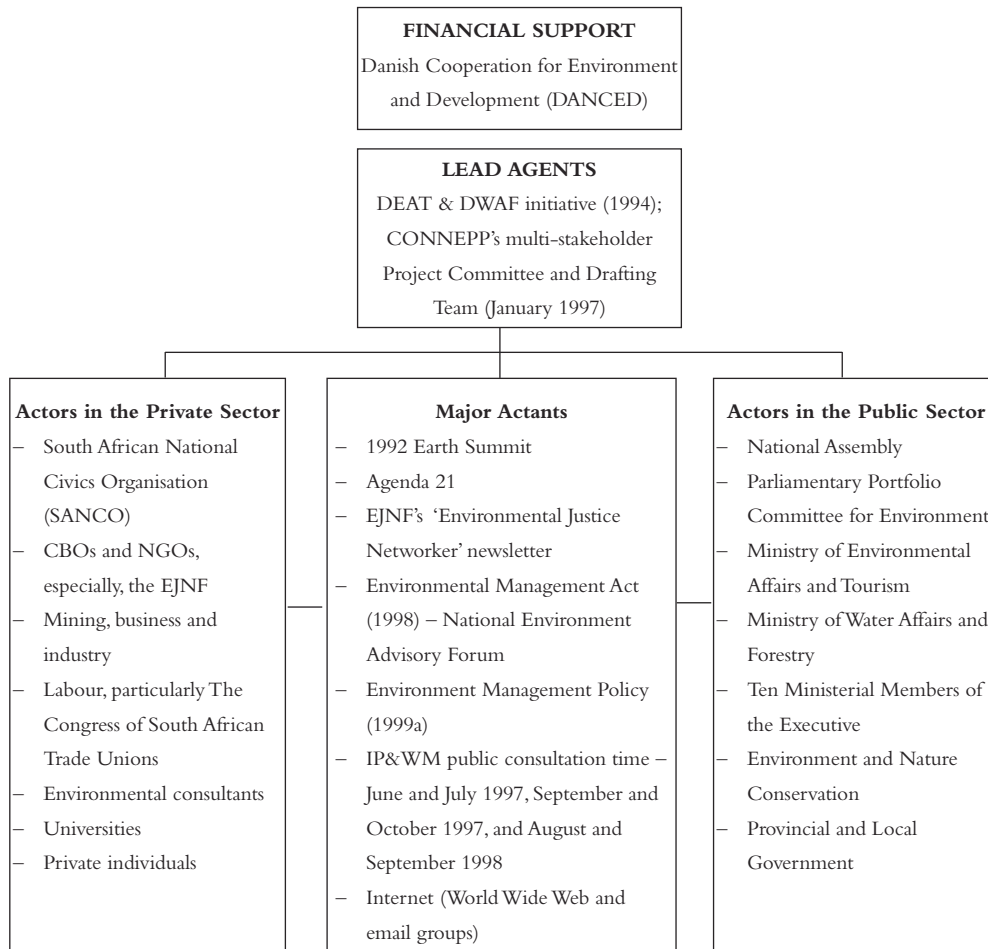 FINANCIAL SUPPORT
Danish Cooperation for Environment
and Development (DANCED)
LEAD AGENTS
DEAT & DWAF initiative (1994);
CONNEPP's multi-stakeholder
Project Committee and Drafting
Team (January 1997)
Actors in the Private Sector
– South African National
Civics Organisation
(SANCO)
– CBOs and NGOs,
especially, the EJNF
– Mining, business and
industry
– Labour, particularly The
Congress of South African
Trade Unions
– Environmental consultants
– Universities
– Private individuals
Major Actants
– 1992 Earth Summit
– Agenda 21
– EJNF's 'Environmental Justice
Networker' newsletter
– Environmental Management Act
(1998) – National Environment
Advisory Forum
– Environment Management Policy
(1999a)
– IP&WM public consultation time –
June and July 1997, September and
October 1997, and August and
September 1998
– Internet (World Wide Web and
email groups)
Actors in the Public Sector
– National Assembly
– Parliamentary Portfolio
Committee for Environment
– Ministry of Environmental
Affairs and Tourism
– Ministry of Water Affairs and
Forestry
– Ten Ministerial Members of
the Executive
– Environment and Nature
Conservation
– Provincial and Local
Government